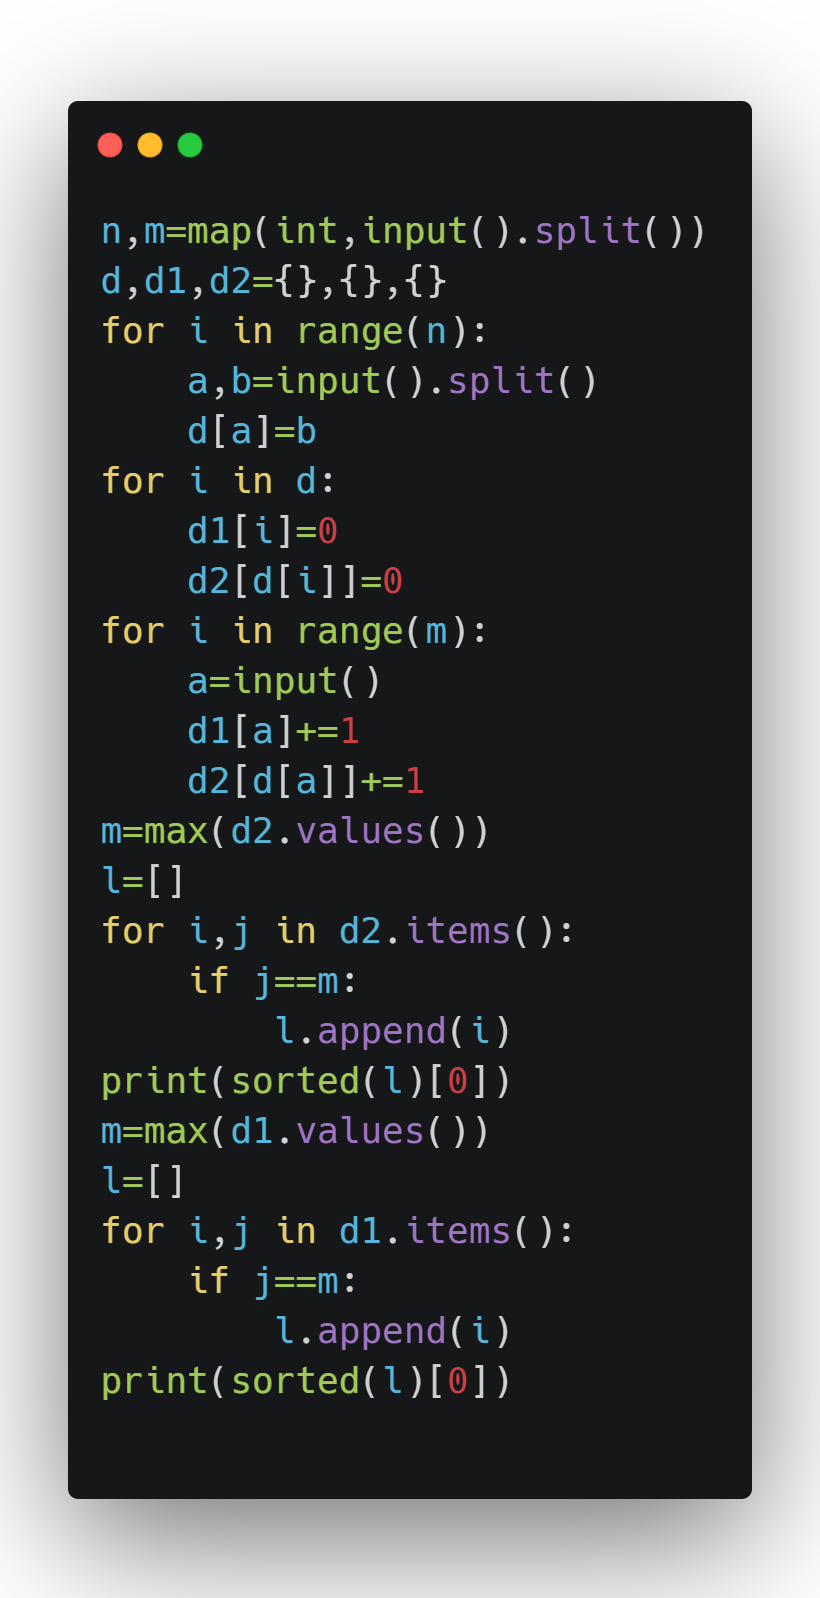 n,m=map(int,input().split())
d,d1,d2={},{},{}
for i in range(n):
    a,b=input().split()
    d[a]=b
for i in d:
    d1[i]=0
    d2[d[i]]=0
for i in range(m):
    a=input()
    d1[a]+=1
    d2[d[a]]+=1
m=max(d2.values())
l=[]
for i,j in d2.items():
    if j==m:
        l.append(i)
print(sorted(l)[0])
m=max(d1.values())
l=[]
for i,j in d1.items():
    if j==m:
        l.append(i)
print(sorted(l)[0])